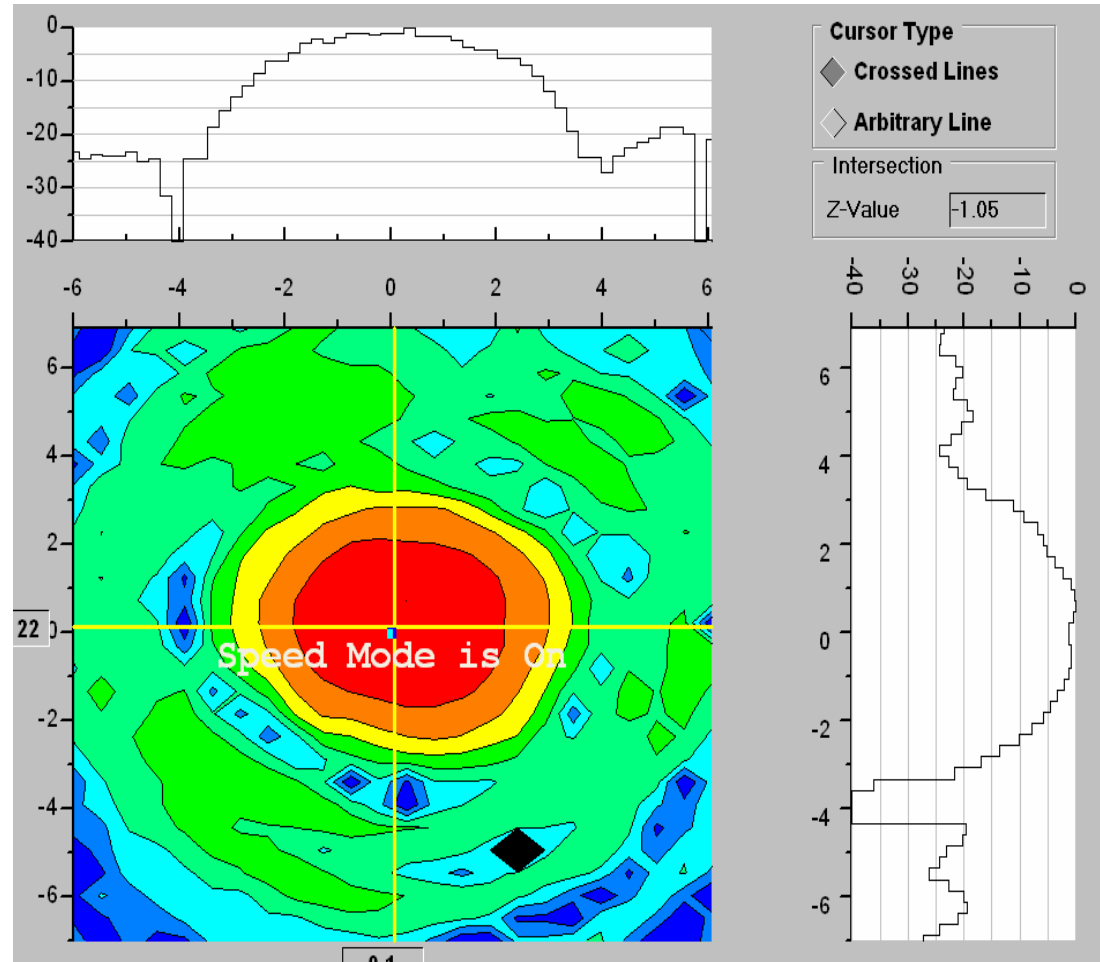 0
-10
-20
-30
-40
-6 -4 -2 0 2 4 6
Cursor Type
Crossed Lines
Arbitrary Line
Intersection
Z-Value -1.05
-40 -30 -20 -10 0
6
4
2
0
-2
-4
-6
22
Speed Mode is On
6
4
2
0
-2
-4
-6